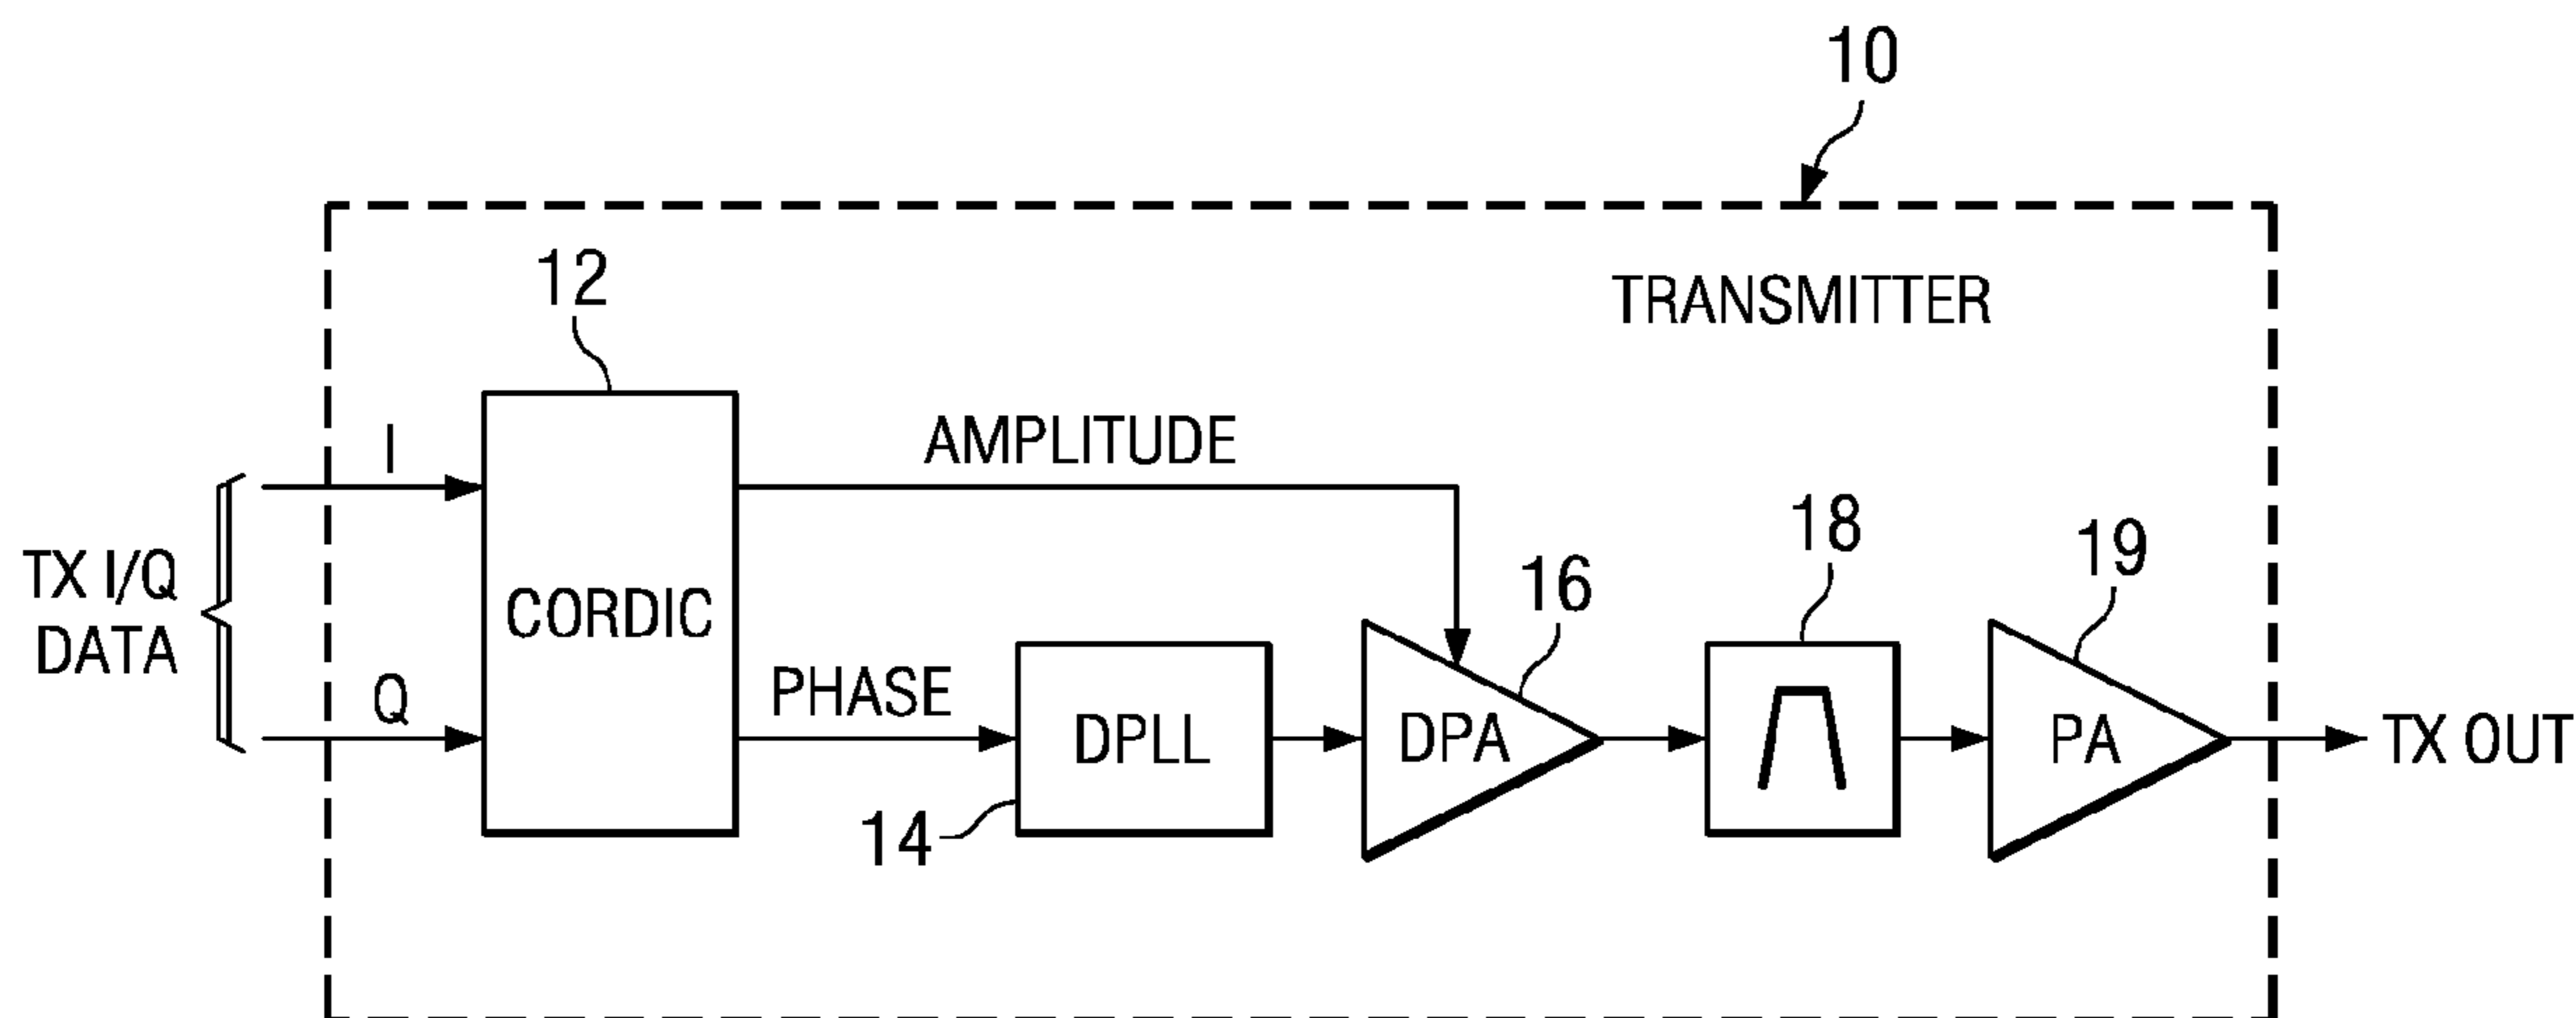 10
TRANSMITTER
12
I
AMPLITUDE
18
19
16
TX I/Q
DATA
CORDIC
Q
PHASE
DPLL
DPA
PA
TX OUT
14